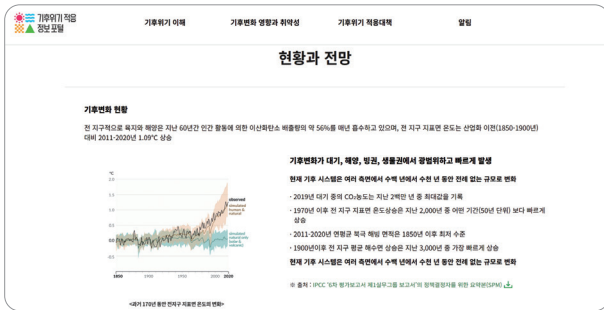 기후위기 적응
정보 포털
기후위기 이해
기후변화 영향과 취약성
기후위기 적응대책
알림
현황과 전망
기후변화 현황
전 지구적으로 육지와 해양은 지난 60년간 인간 활동에 의한 이산화탄소 배출량의 약 56%를 매년 흡수하고 있으며, 전 지구 지표면 온도는 산업화 이전(1850-1900년)
대비 2011-2020년 1.09℃ 상승
℃
2.0
1.5
1.0
0.5
0.0
0.5
observed
simulated
human &
natural
simulated
natural only
(solar &
volcanic)
1850
1900
1950
2000
2020
<과거 170년 동안 전지구 지표면 온도의 변화>
기후변화가 대기, 해양, 빙권, 생물권에서 광범위하고 빠르게 발생
현재 기후 시스템은 여러 측면에서 수백 년에서 수천 년 동안 전례 없는 규모로 변화
· 2019년 대기 중의 CO₂농도는 지난 2백만 년 중 최대값을 기록
· 1970년 이후 전 지구 지표면 온도상승은 지난 2,000년 중 어떤 기간(50년 단위) 보다 빠르게
상승
· 2011-2020년 연평균 북극 해빙 면적은 1850년 이후 최저 수준
· 1900년이후 전 지구 평균 해수면 상승은 지난 3,000년 중 가장 빠르게 상승
현재 기후 시스템은 여러 측면에서 수백 년에서 수천 년 동안 전례 없는 규모로 변화
※ 출처 : IPCC '6차 평가보고서 제1실무그룹 보고서'의 정책결정자를 위한 요약본(SPM)